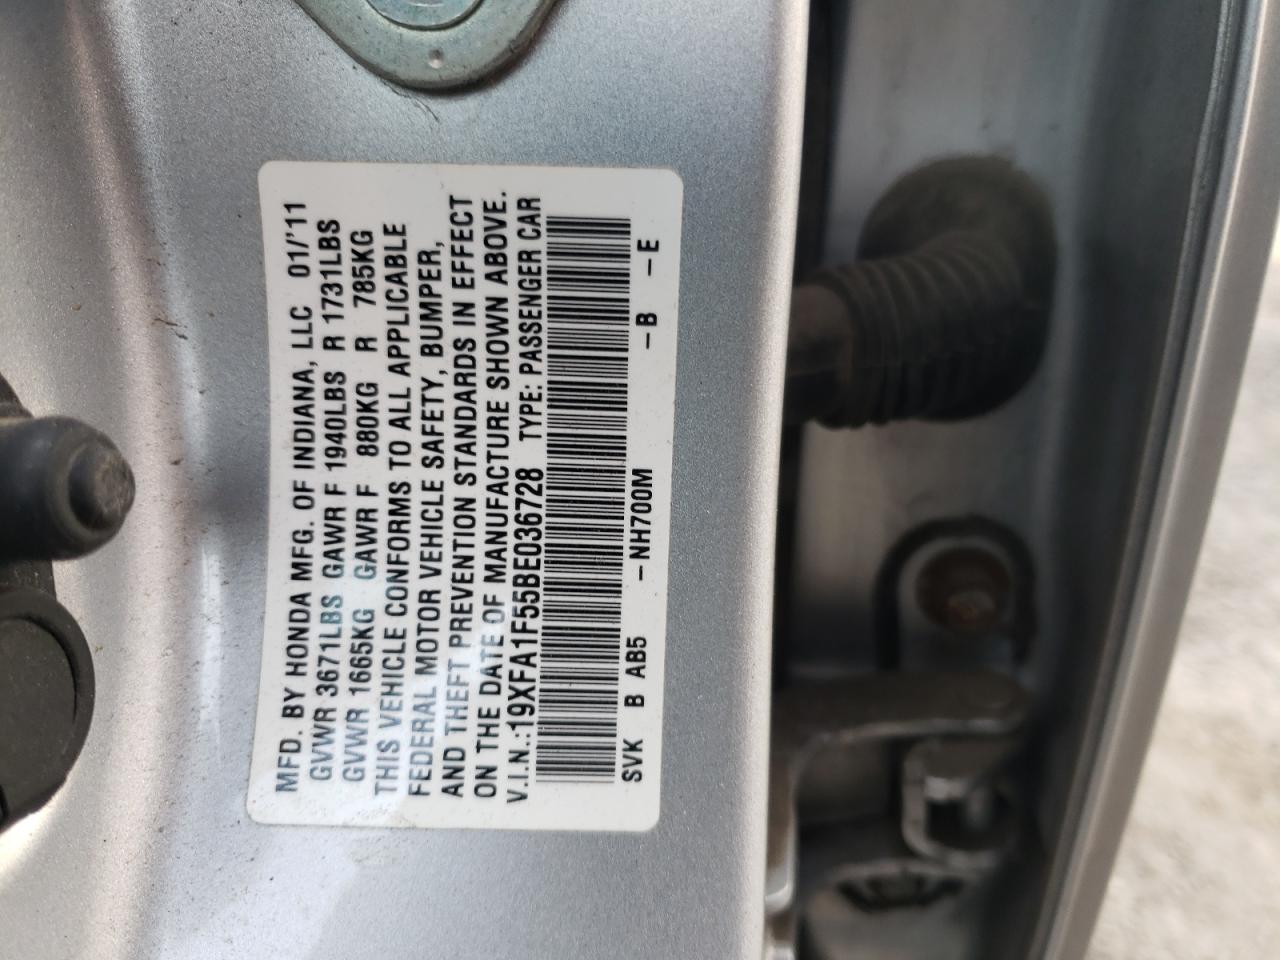 MFD. BY HONDA MFG. OF INDIANA, LLC 01/'11
GVWR 3671LBS GAWR F 1940LBS R 1731LBS
GVWR 1665KG GAWR F 880KG R 785KG
THIS VEHICLE CONFORMS TO ALL APPLICABLE
FEDERAL MOTOR VEHICLE SAFETY, BUMPER,
AND THEFT PREVENTION STANDARDS IN EFFECT
ON THE DATE OF MANUFACTURE SHOWN ABOVE.
V.I.N.:19XFA1F55BE036728 TYPE: PASSENGER CAR
SVK B AB5 -NH700M -B -E